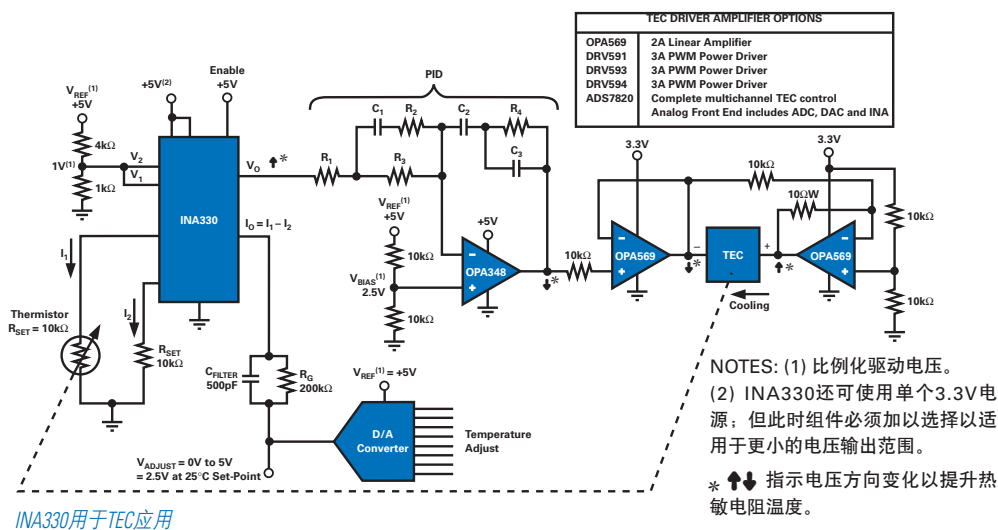 TEC DRIVER AMPLIFIER OPTIONS
OPA569 2A Linear Amplifier
DRV591 3A PWM Power Driver
DRV593 3A PWM Power Driver
DRV594 3A PWM Power Driver
ADS7820 Complete multichannel TEC control
Analog Front End includes ADC, DAC and INA
VREF(1)
+5V
+5V(2)
Enable
+5V
PID
4kΩ
1V(1)
1kΩ
V2
V1
INA330
VO
*
IO = I1 – I2
R1
C1
R2
R3
C2
R4
C3
VREF(1)
+5V
10kΩ
VBIAS(1)
2.5V
10kΩ
+5V
–
+
OPA348
*
10kΩ
3.3V
–
+
OPA569
*
10kΩ
10ΩW
–
TEC
+
*
Cooling
3.3V
–
+
OPA569
10kΩ
10kΩ
I1
Thermistor
RSET = 10kΩ
I2
RSET
10kΩ
CFILTER
500pF
RG
200kΩ
VREF(1) = +5V
D/A
Converter
Temperature
Adjust
VADJUST = 0V to 5V
= 2.5V at 25°C Set-Point
NOTES: (1) 比例化驱动电压。
(2) INA330还可使用单个3.3V电
源；但此时组件必须加以选择以适
用于更小的电压输出范围。
* 指示电压方向变化以提升热
敏电阻温度。
INA330用于TEC应用